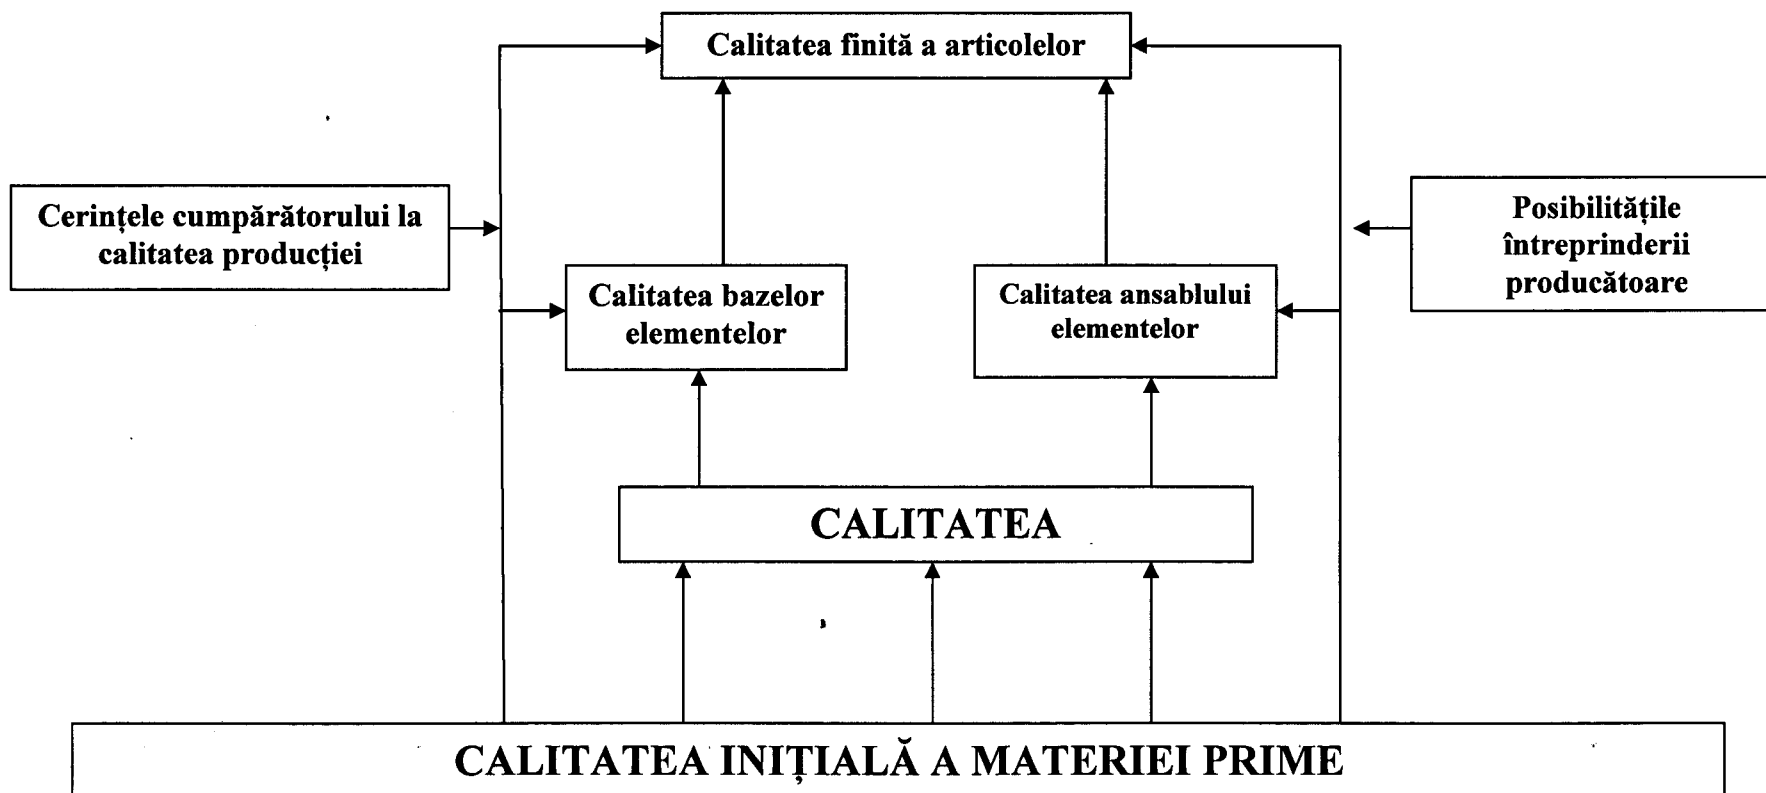 Calitatea finită a articolelor
Cerințele cumpărătorului la
calitatea producției
Posibilitățile
întreprinderii
producătoare
Calitatea bazelor
elementelor
Calitatea ansablului
elementelor
CALITATEA
CALITATEA INIȚIALĂ A MATERIEI PRIME